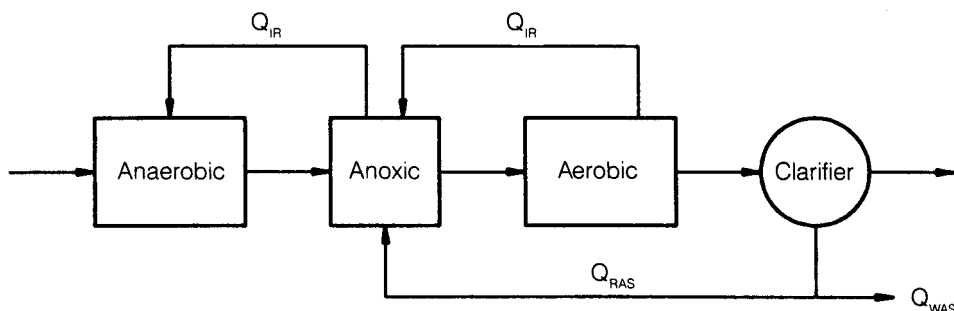 Q_IR
Q_IR
Anaerobic
Anoxic
Aerobic
Clarifier
Q_RAS
Q_WAS